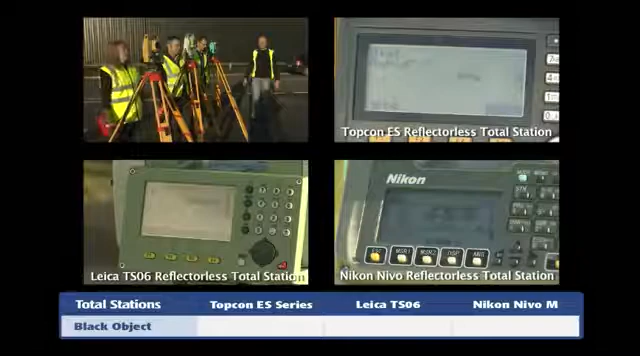 Topcon ES Reflectorless Total Station
Nikon
Leica TS06 Reflectorless Total Station
Nikon Nivo Reflectorless Total Station
Total Stations Topcon ES Series Leica TS06 Nikon Nivo M
Black Object